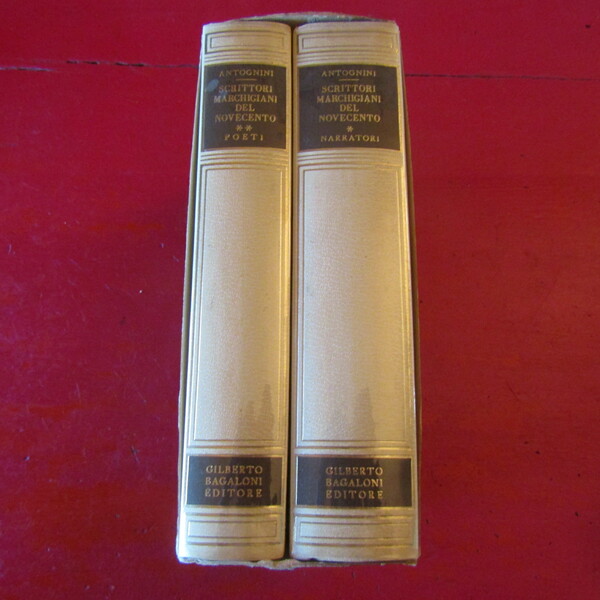 ANTOGNINI
SCRITTORI
MARCHIGIANI
DEL
NOVECENTO
**
POETI
GILBERTO
BAGALONI
EDITORE
ANTOGNINI
SCRITTORI
MARCHIGIANI
DEL
NOVECENTO
*
NARRATORI
GILBERTO
BAGALONI
EDITORE